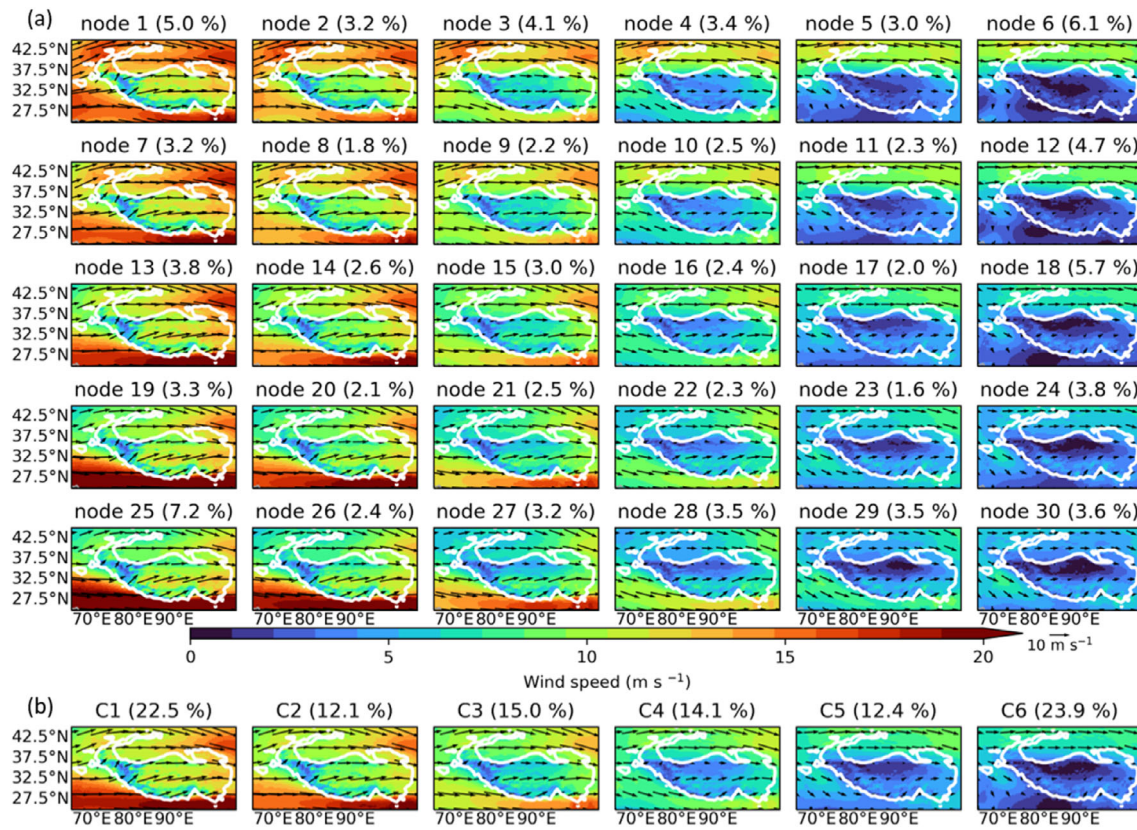 (a)
node 1 (5.0 %) node 2 (3.2 %) node 3 (4.1 %) node 4 (3.4 %) node 5 (3.0 %) node 6 (6.1 %)
42.5°N
37.5°N
32.5°N
27.5°N
node 7 (3.2 %) node 8 (1.8 %) node 9 (2.2 %) node 10 (2.5 %) node 11 (2.3 %) node 12 (4.7 %)
42.5°N
37.5°N
32.5°N
27.5°N
node 13 (3.8 %) node 14 (2.6 %) node 15 (3.0 %) node 16 (2.4 %) node 17 (2.0 %) node 18 (5.7 %)
42.5°N
37.5°N
32.5°N
27.5°N
node 19 (3.3 %) node 20 (2.1 %) node 21 (2.5 %) node 22 (2.3 %) node 23 (1.6 %) node 24 (3.8 %)
42.5°N
37.5°N
32.5°N
27.5°N
node 25 (7.2 %) node 26 (2.4 %) node 27 (3.2 %) node 28 (3.5 %) node 29 (3.5 %) node 30 (3.6 %)
42.5°N
37.5°N
32.5°N
27.5°N
70°E 80°E 90°E 70°E 80°E 90°E 70°E 80°E 90°E 70°E 80°E 90°E 70°E 80°E 90°E 70°E 80°E 90°E
0 5 10 15 20
10 m s⁻¹
Wind speed (m s ⁻¹)
(b)
C1 (22.5 %) C2 (12.1 %) C3 (15.0 %) C4 (14.1 %) C5 (12.4 %) C6 (23.9 %)
42.5°N
37.5°N
32.5°N
27.5°N
70°E 80°E 90°E 70°E 80°E 90°E 70°E 80°E 90°E 70°E 80°E 90°E 70°E 80°E 90°E 70°E 80°E 90°E